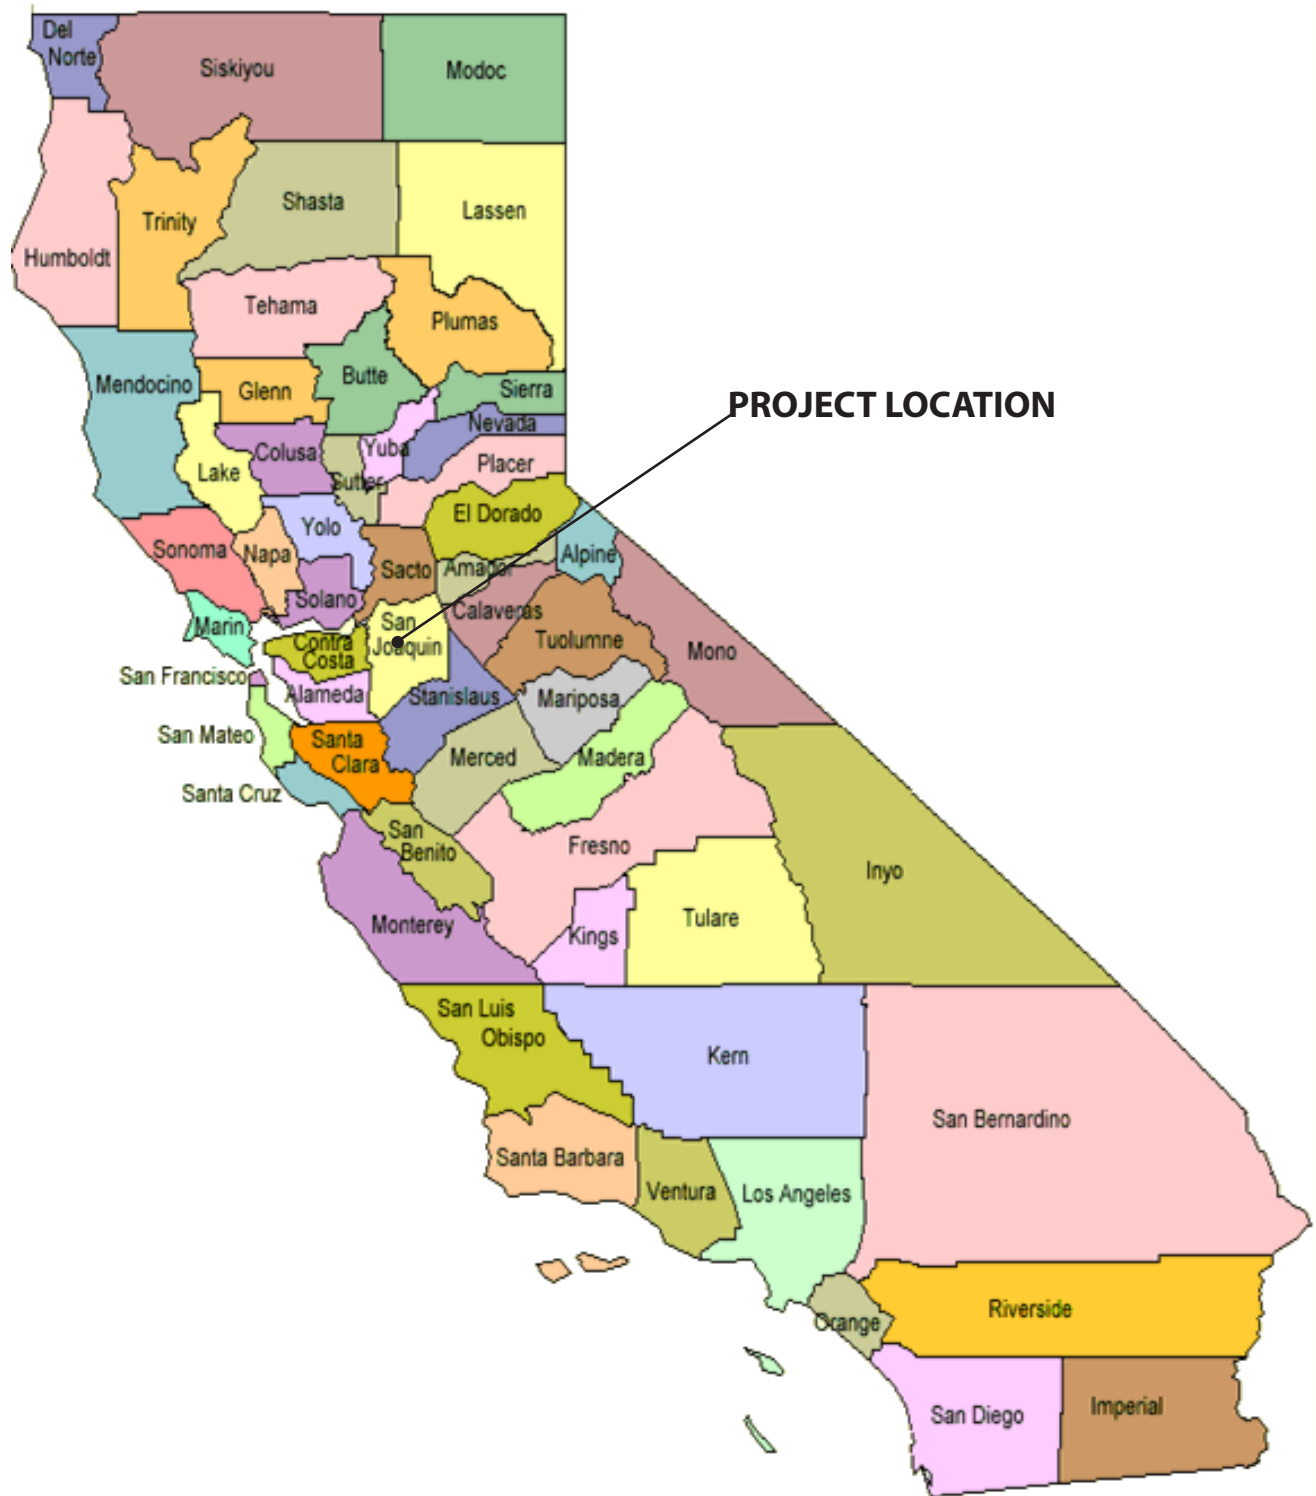 Del
Norte
Siskiyou
Modoc
Shasta
Lassen
Trinity
Humboldt
Tehama
Plumas
Mendocino
Glenn
Butte
Sierra
PROJECT LOCATION
Nevada
Colusa
Yuba
Placer
Lake
Sutter
El Dorado
Yolo
Sonoma
Napa
Sacto
Amador
Alpine
Solano
Calaveras
Marin
San
Joaquin
Contra
Costa
Tuolumne
Mono
San Francisco
Alameda
Stanislaus
Mariposa
San Mateo
Santa
Clara
Merced
Madera
Santa Cruz
San
Benito
Fresno
Inyo
Monterey
Kings
Tulare
San Luis
Obispo
Kern
San Bernardino
Santa Barbara
Ventura
Los Angeles
Orange
Riverside
San Diego
Imperial